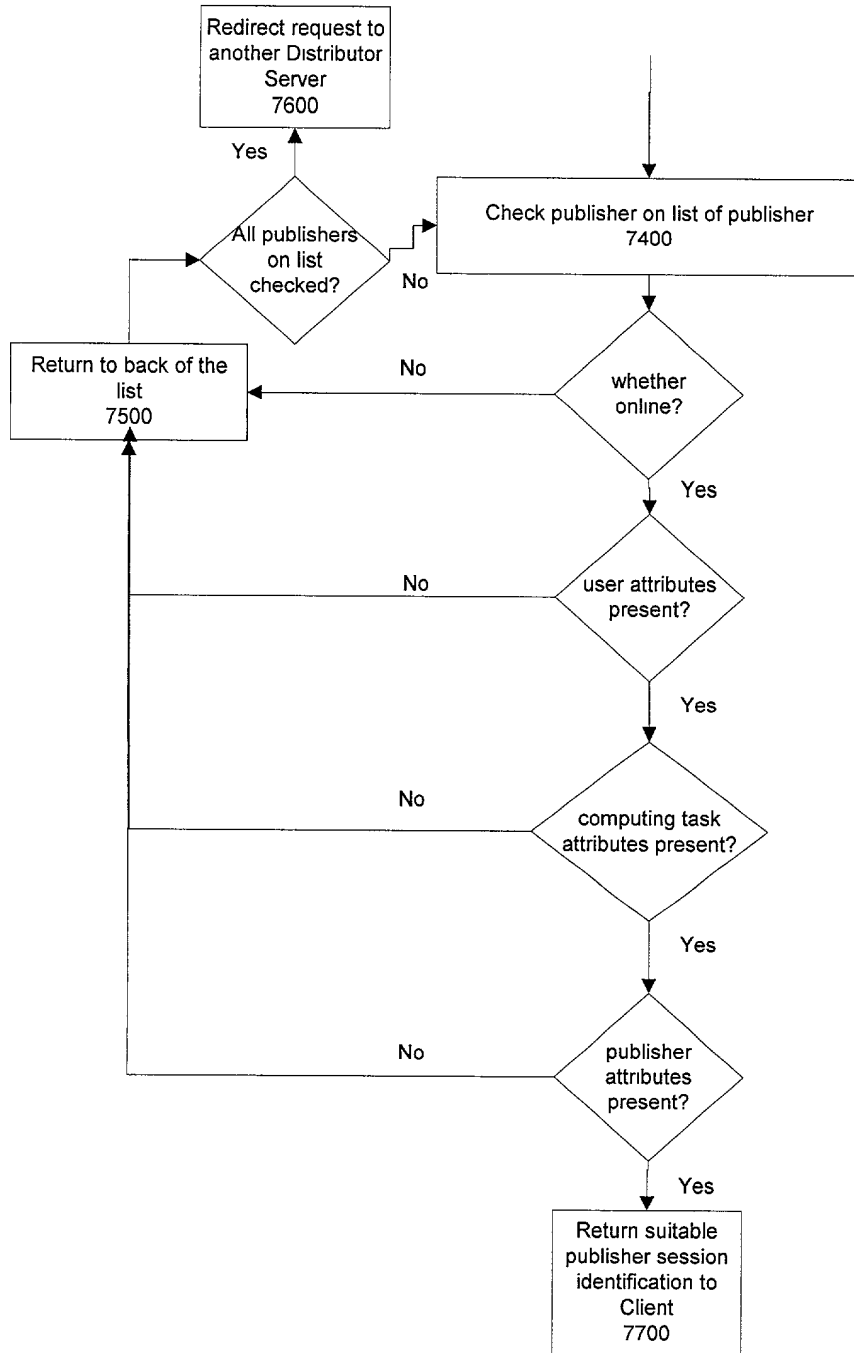 Redirect request to
another Distributor
Server
7600
Yes
All publishers
on list
checked?
No
Check publisher on list of publisher
7400
Return to back of the
list
7500
No
whether
online?
Yes
No
user attributes
present?
Yes
No
computing task
attributes present?
Yes
No
publisher
attributes
present?
Yes
Return suitable
publisher session
identification to
Client
7700